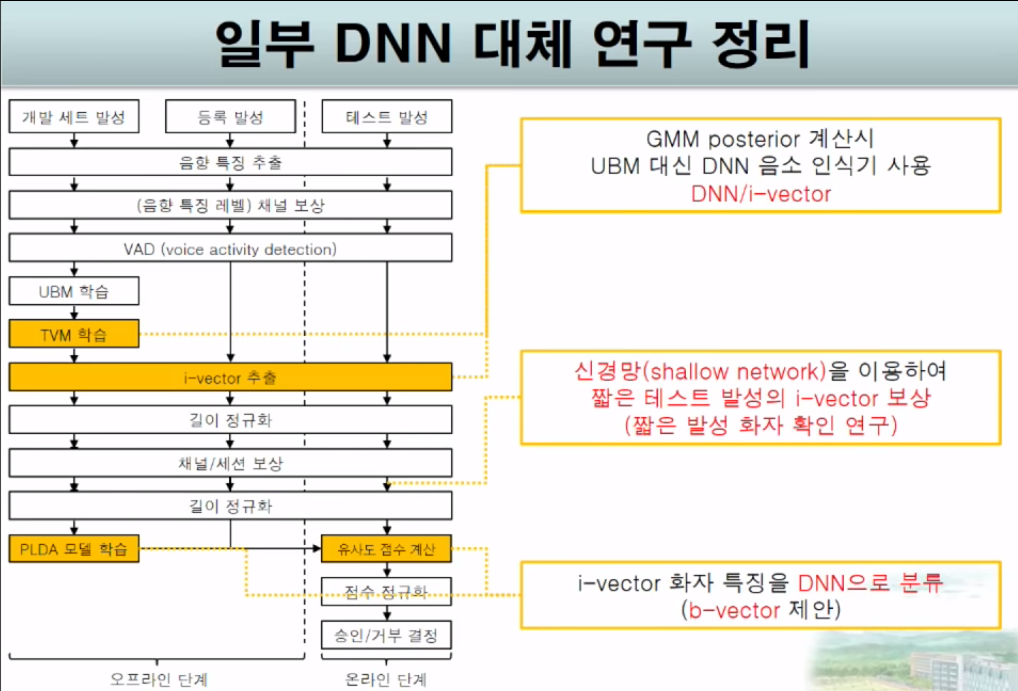 일부 DNN 대체 연구 정리
개발 세트 발성
등록 발성
테스트 발성
음향 특징 추출
(음향 특징 레벨) 채널 보상
VAD (voice activity detection)
UBM 학습
TVM 학습
i-vector 추출
길이 정규화
채널/세션 보상
길이 정규화
PLDA 모델 학습
유사도 점수 계산
점수 정규화
승인/거부 결정
오프라인 단계
온라인 단계
GMM posterior 계산시
UBM 대신 DNN 음소 인식기 사용
DNN/i-vector
신경망(shallow network)을 이용하여
짧은 테스트 발성의 i-vector 보상
(짧은 발성 화자 확인 연구)
i-vector 화자 특징을 DNN으로 분류
(b-vector 제안)